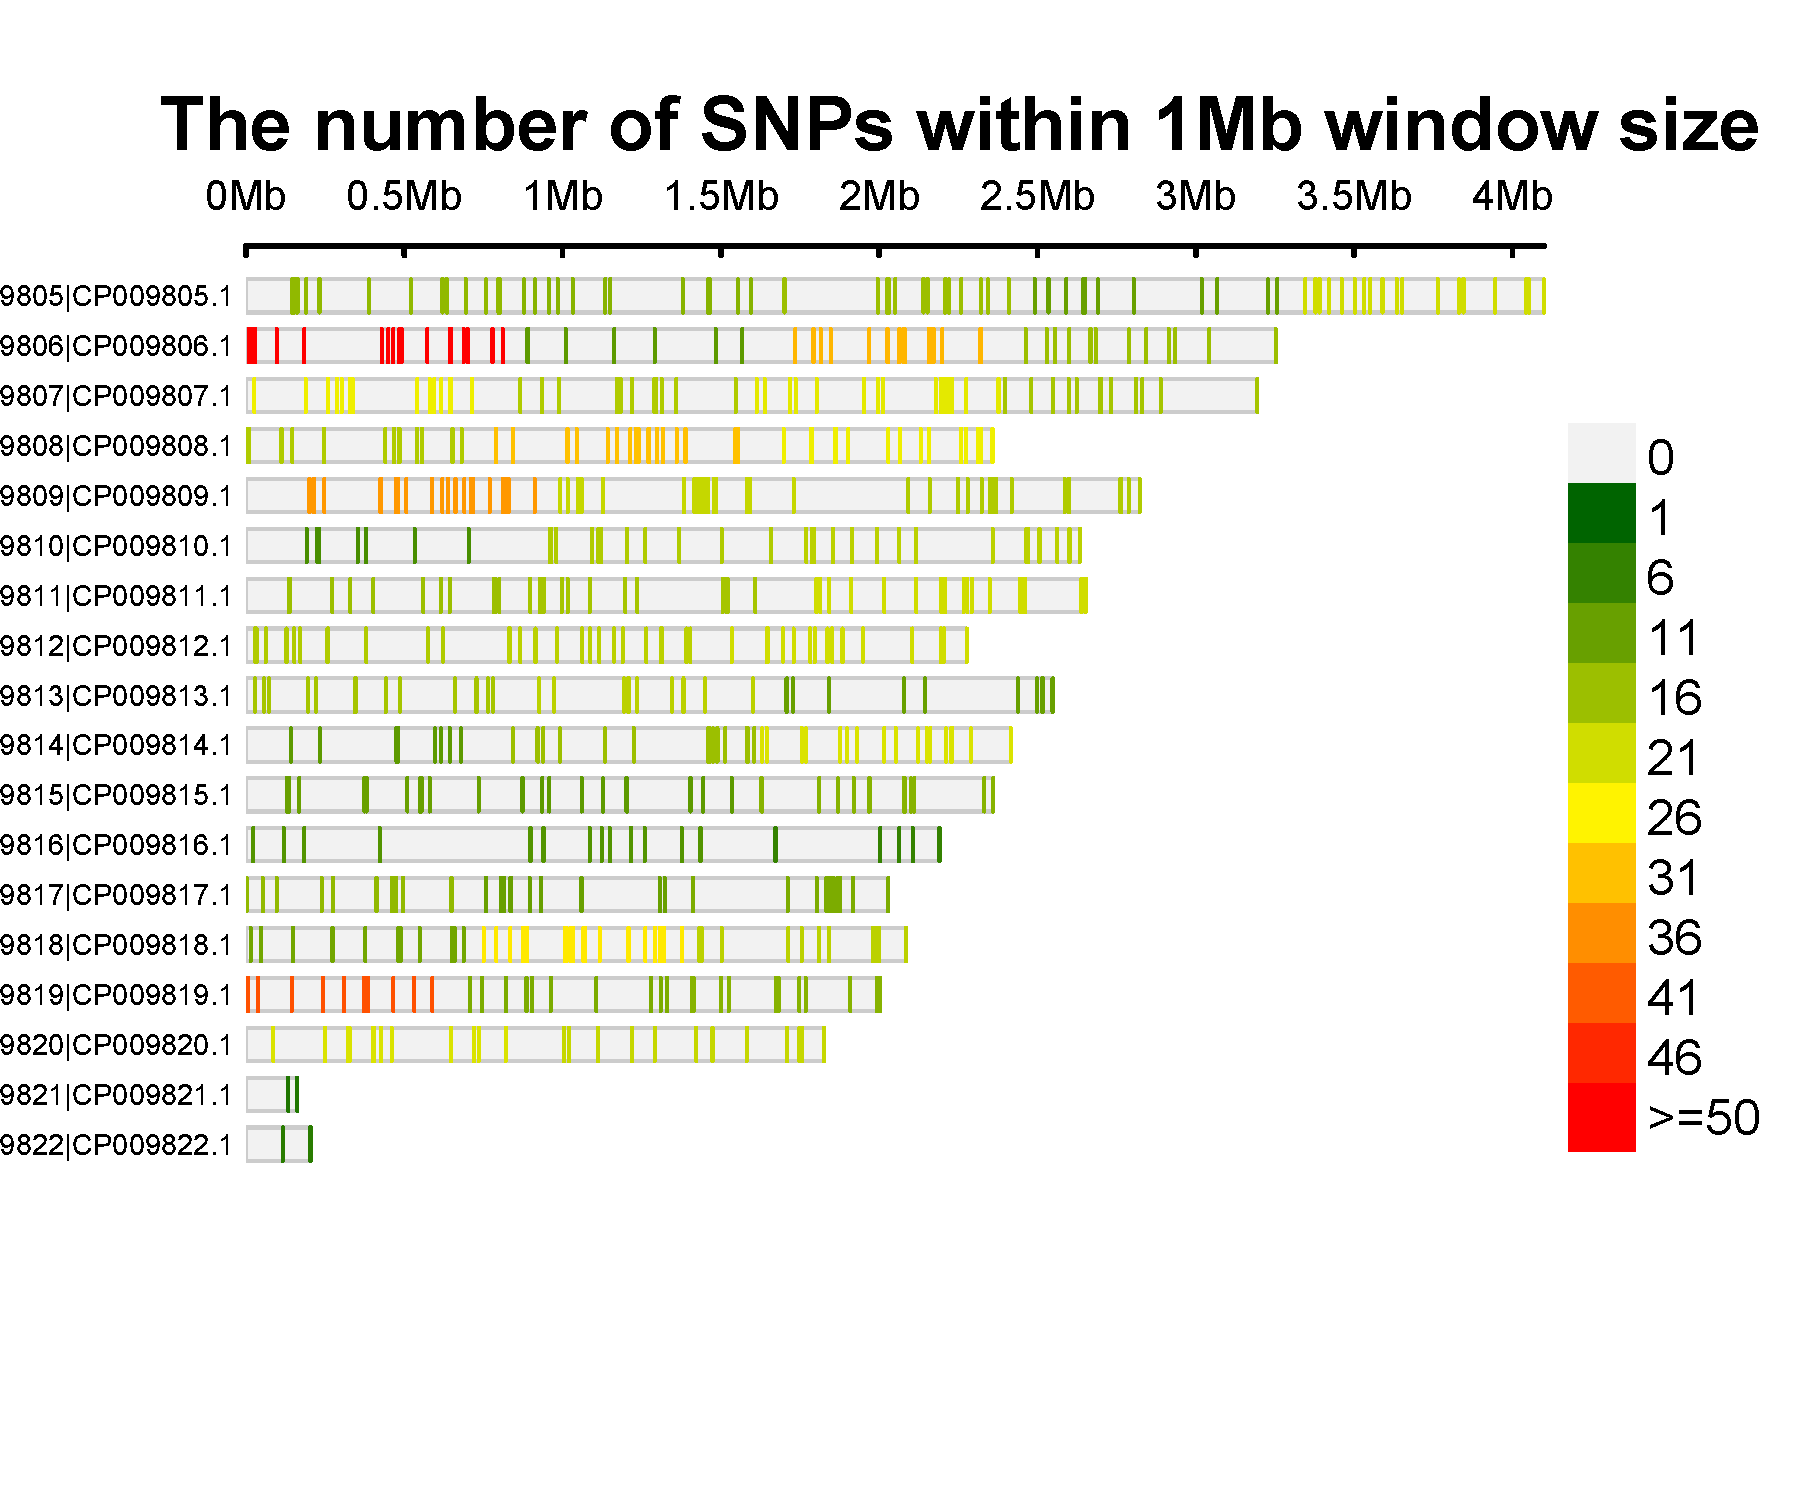 The number of SNPs within 1Mb window size
0Mb 0.5Mb 1Mb 1.5Mb 2Mb 2.5Mb 3Mb 3.5Mb 4Mb
9805|CP009805.1
9806|CP009806.1
9807|CP009807.1
9808|CP009808.1
9809|CP009809.1
9810|CP009810.1
9811|CP009811.1
9812|CP009812.1
9813|CP009813.1
9814|CP009814.1
9815|CP009815.1
9816|CP009816.1
9817|CP009817.1
9818|CP009818.1
9819|CP009819.1
9820|CP009820.1
9821|CP009821.1
9822|CP009822.1
0
1
6
11
16
21
26
31
36
41
46
>=50